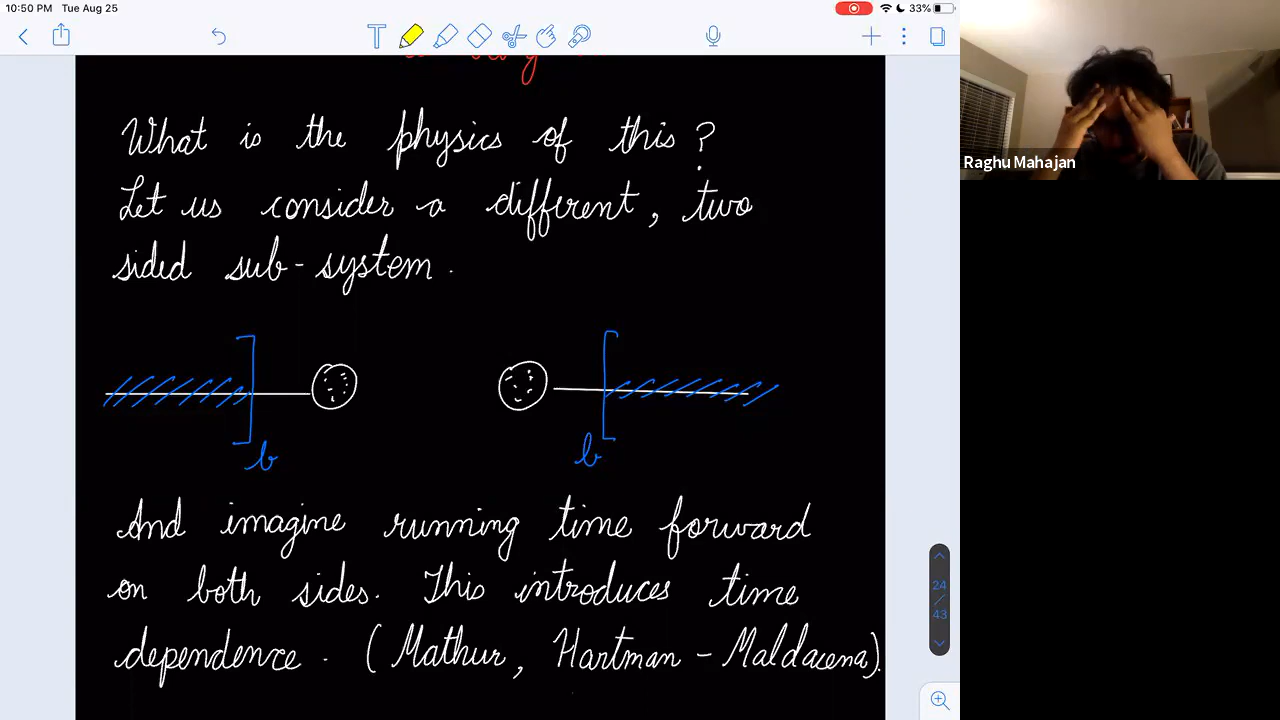 10:50 PM Tue Aug 25
33%
What is the physics of this?
Raghu Mahajan
Let us consider a different, two
sided sub-system.
b
b
And imagine running time forward
on both sides. This introduces time
24
/
43
dependence. (Mathur, Hartman - Maldacena).